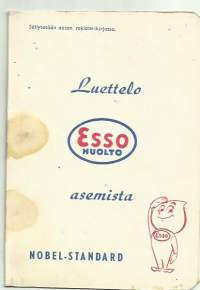 Säilytetään auton rekisterikirjassa.
Luettelo
ESSO
HUOLTO
asemista
ESSO
NOBEL-STANDARD